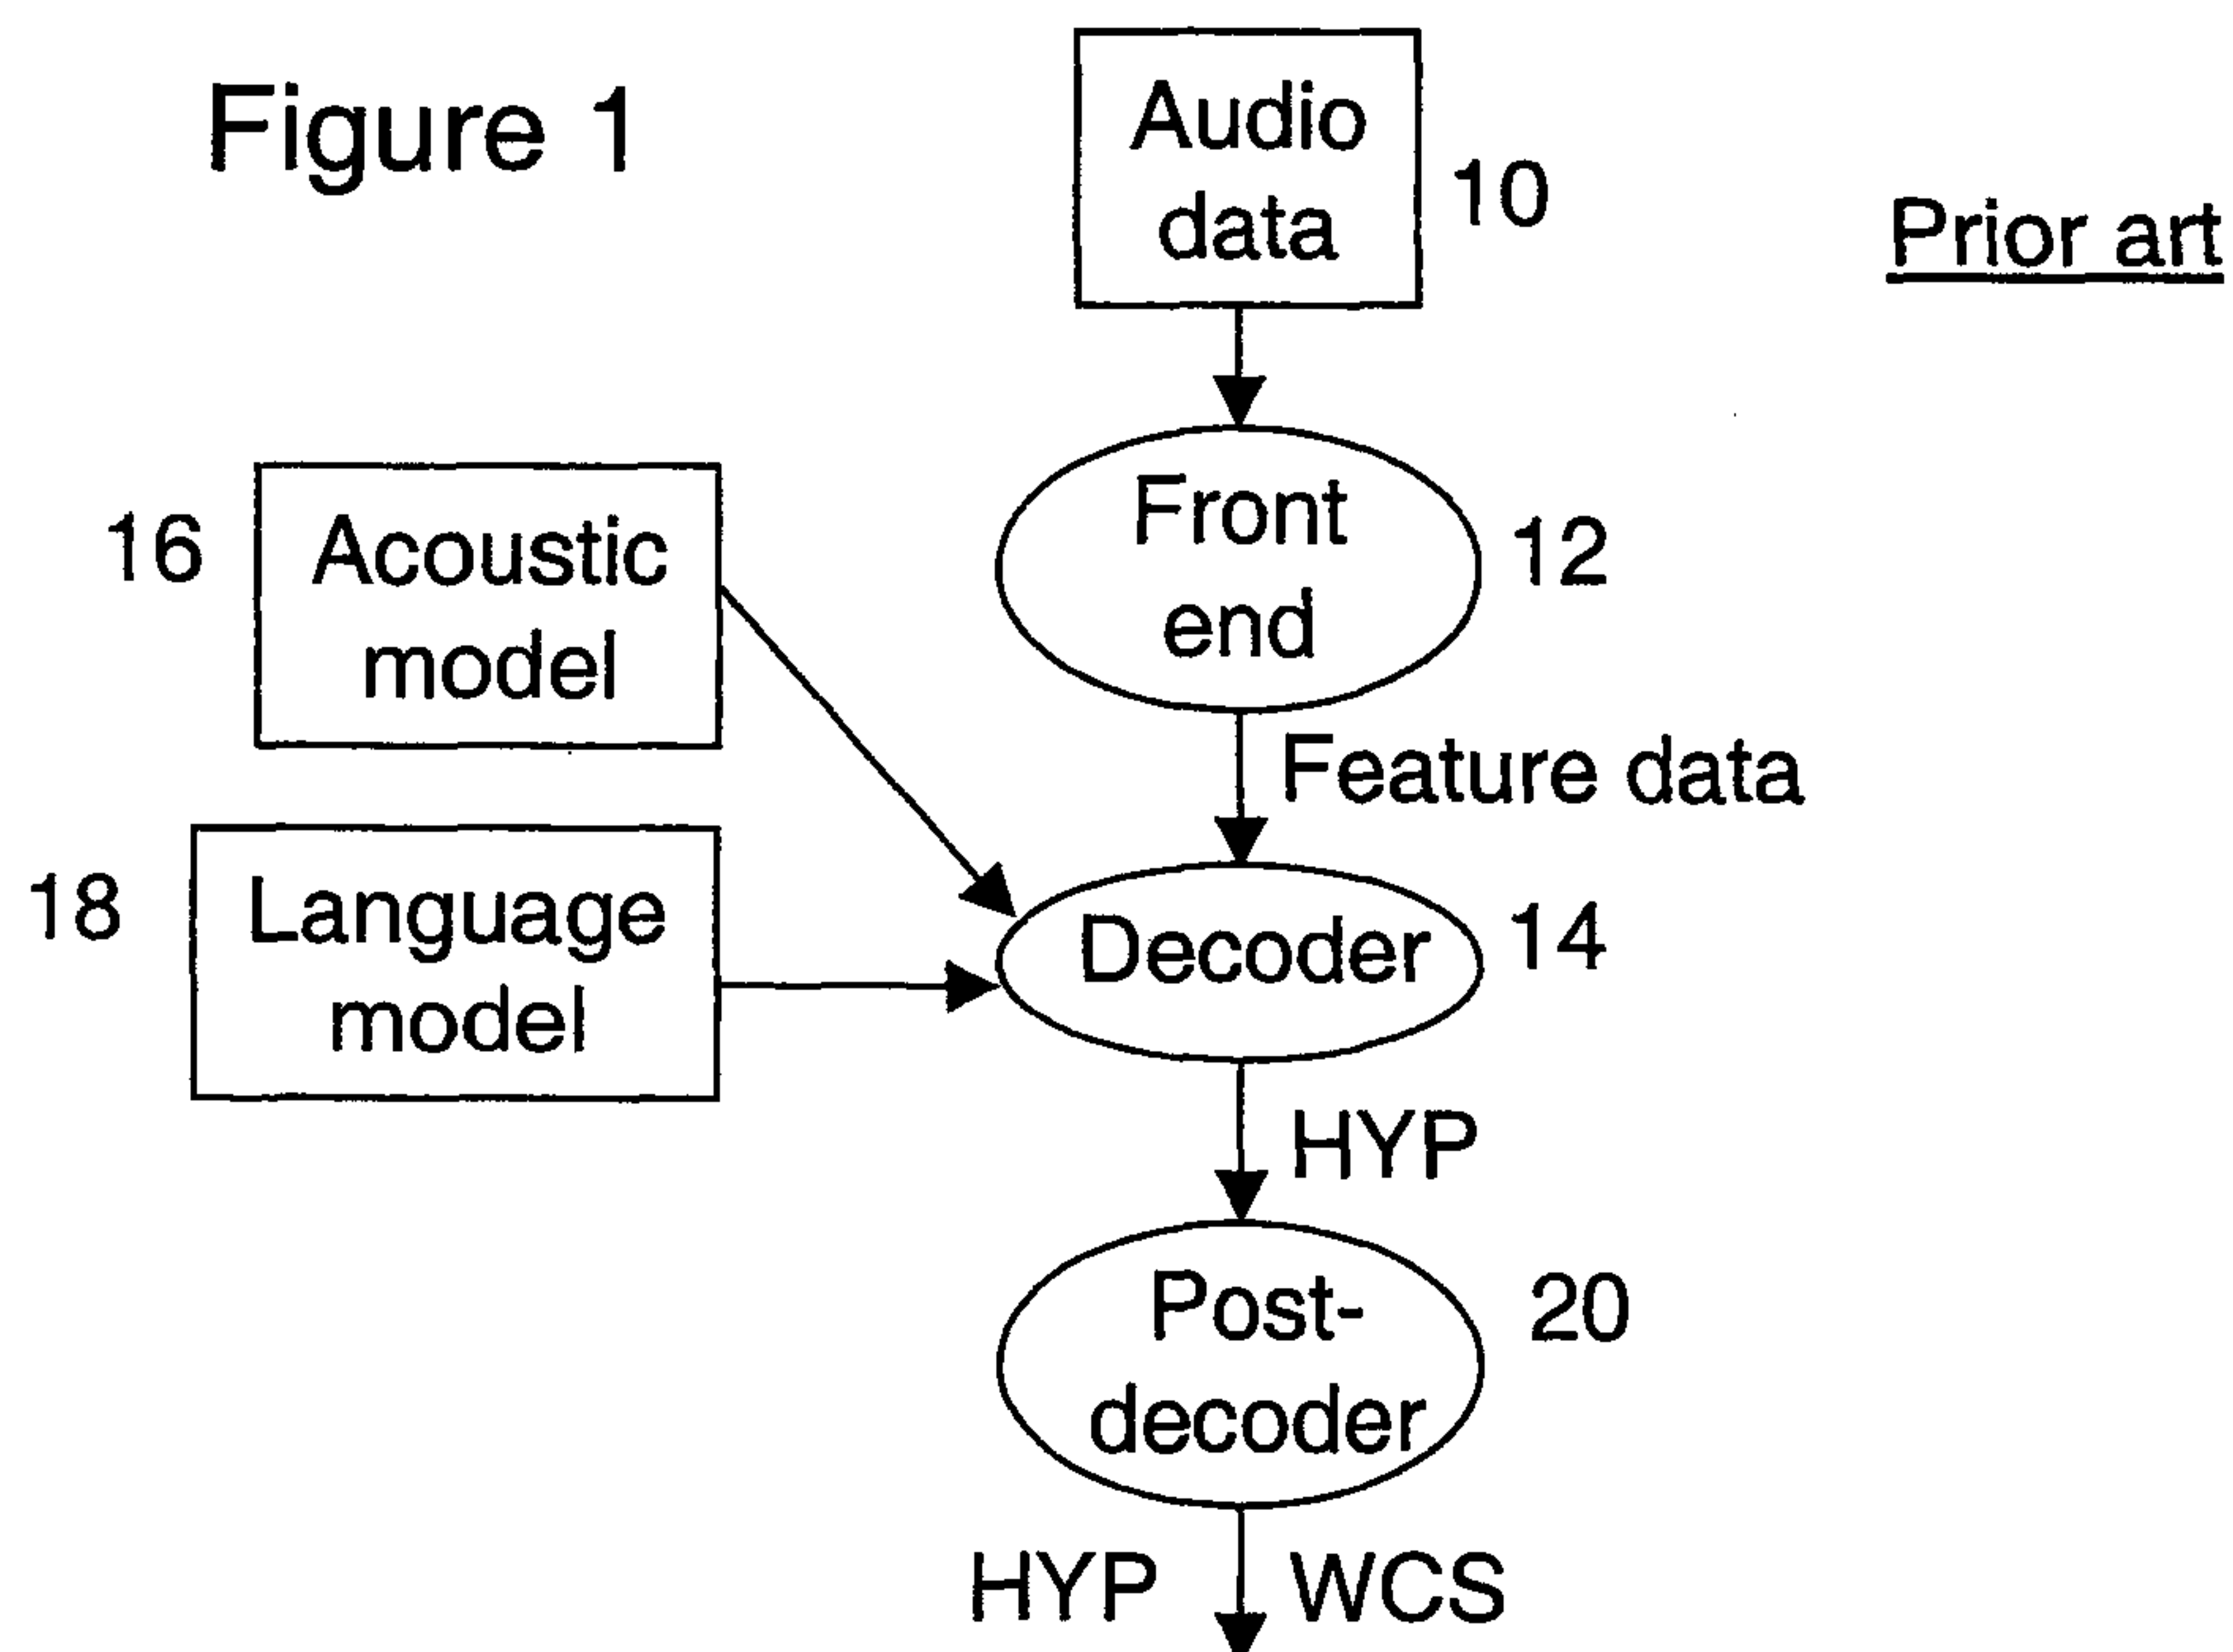 Figure 1
Audio
data
10
Prior art
Front
end
12
16
Acoustic
model
Feature data
18
Language
model
Decoder
14
HYP
Post-
decoder
20
HYP
WCS